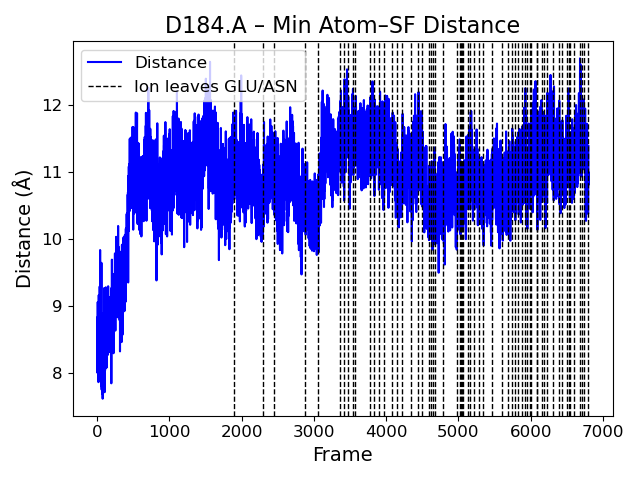 D184.A – Min Atom–SF Distance
Distance
Ion leaves GLU/ASN
Distance (Å)
12
11
10
9
8
0
1000
2000
3000
4000
5000
6000
7000
Frame